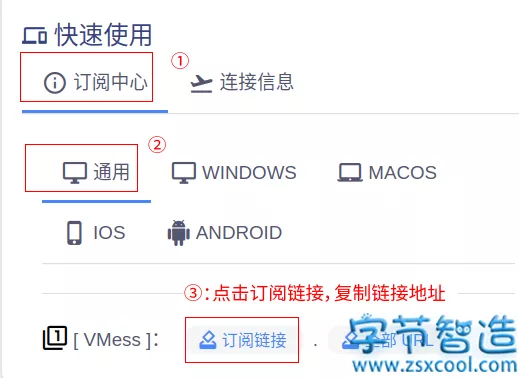 快速使用
① 订阅中心 连接信息
②
通用 WINDOWS MACOS
IOS ANDROID
③：点击订阅链接，复制链接地址
1 [ VMess ]： 订阅链接 . 全部 URL
字节智造
www.zsxcool.com